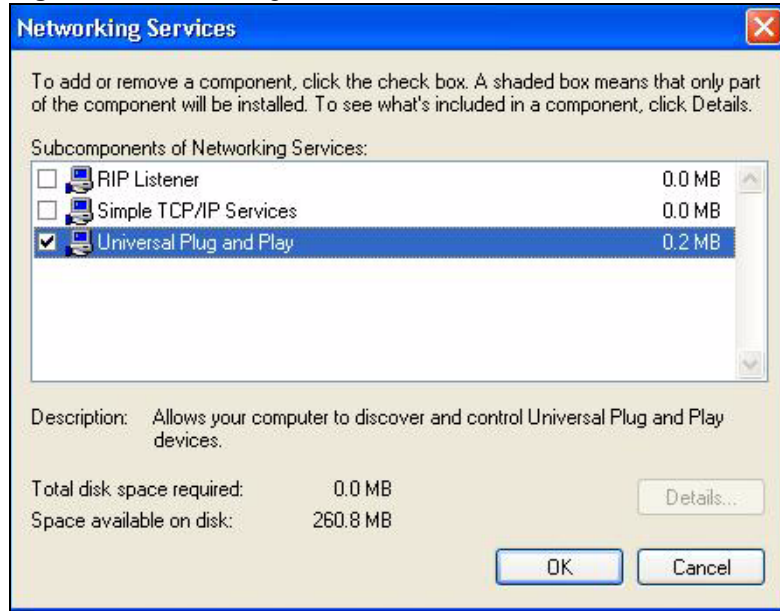 Networking Services
To add or remove a component, click the check box. A shaded box means that only part
of the component will be installed. To see what's included in a component, click Details.
Subcomponents of Networking Services:
RIP Listener 0.0 MB
Simple TCP/IP Services 0.0 MB
Universal Plug and Play 0.2 MB
Description: Allows your computer to discover and control Universal Plug and Play
devices.
Total disk space required: 0.0 MB
Details...
Space available on disk: 260.8 MB
OK Cancel